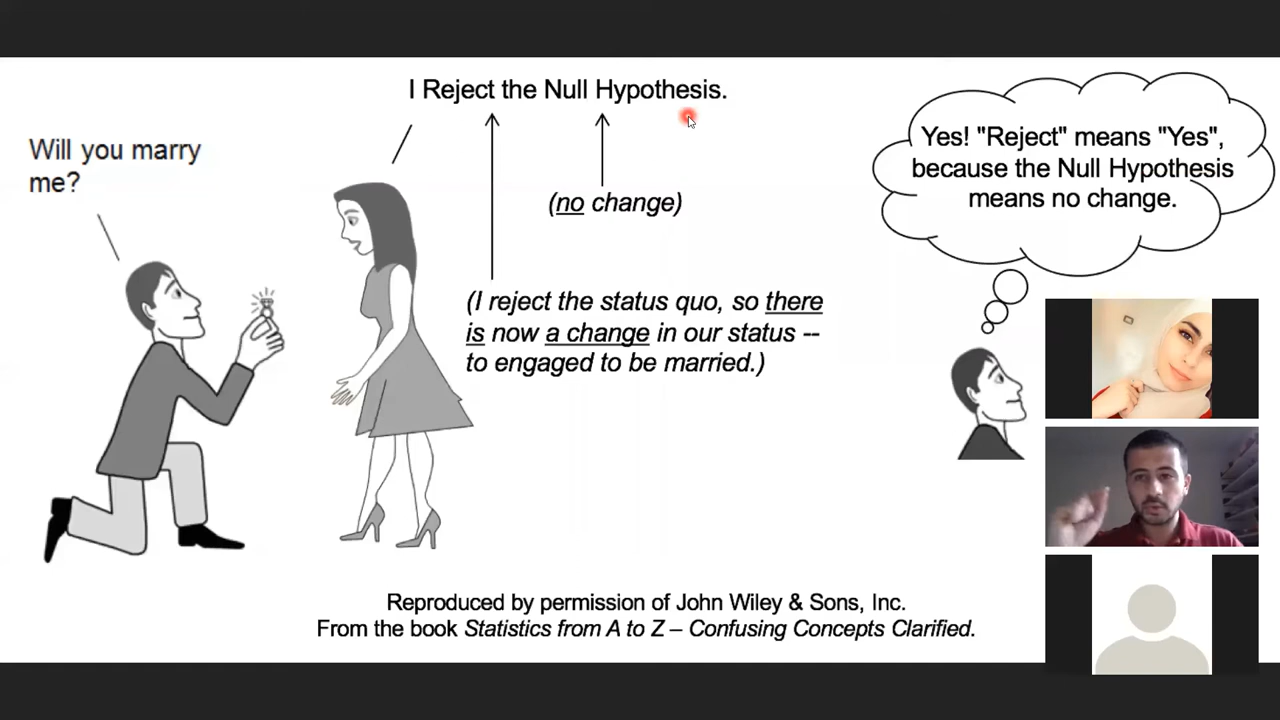 I Reject the Null Hypothesis.
Will you marry
me?
(no change)
(I reject the status quo, so there
is now a change in our status --
to engaged to be married.)
Yes! "Reject" means "Yes",
because the Null Hypothesis
means no change.
Reproduced by permission of John Wiley & Sons, Inc.
From the book Statistics from A to Z – Confusing Concepts Clarified.